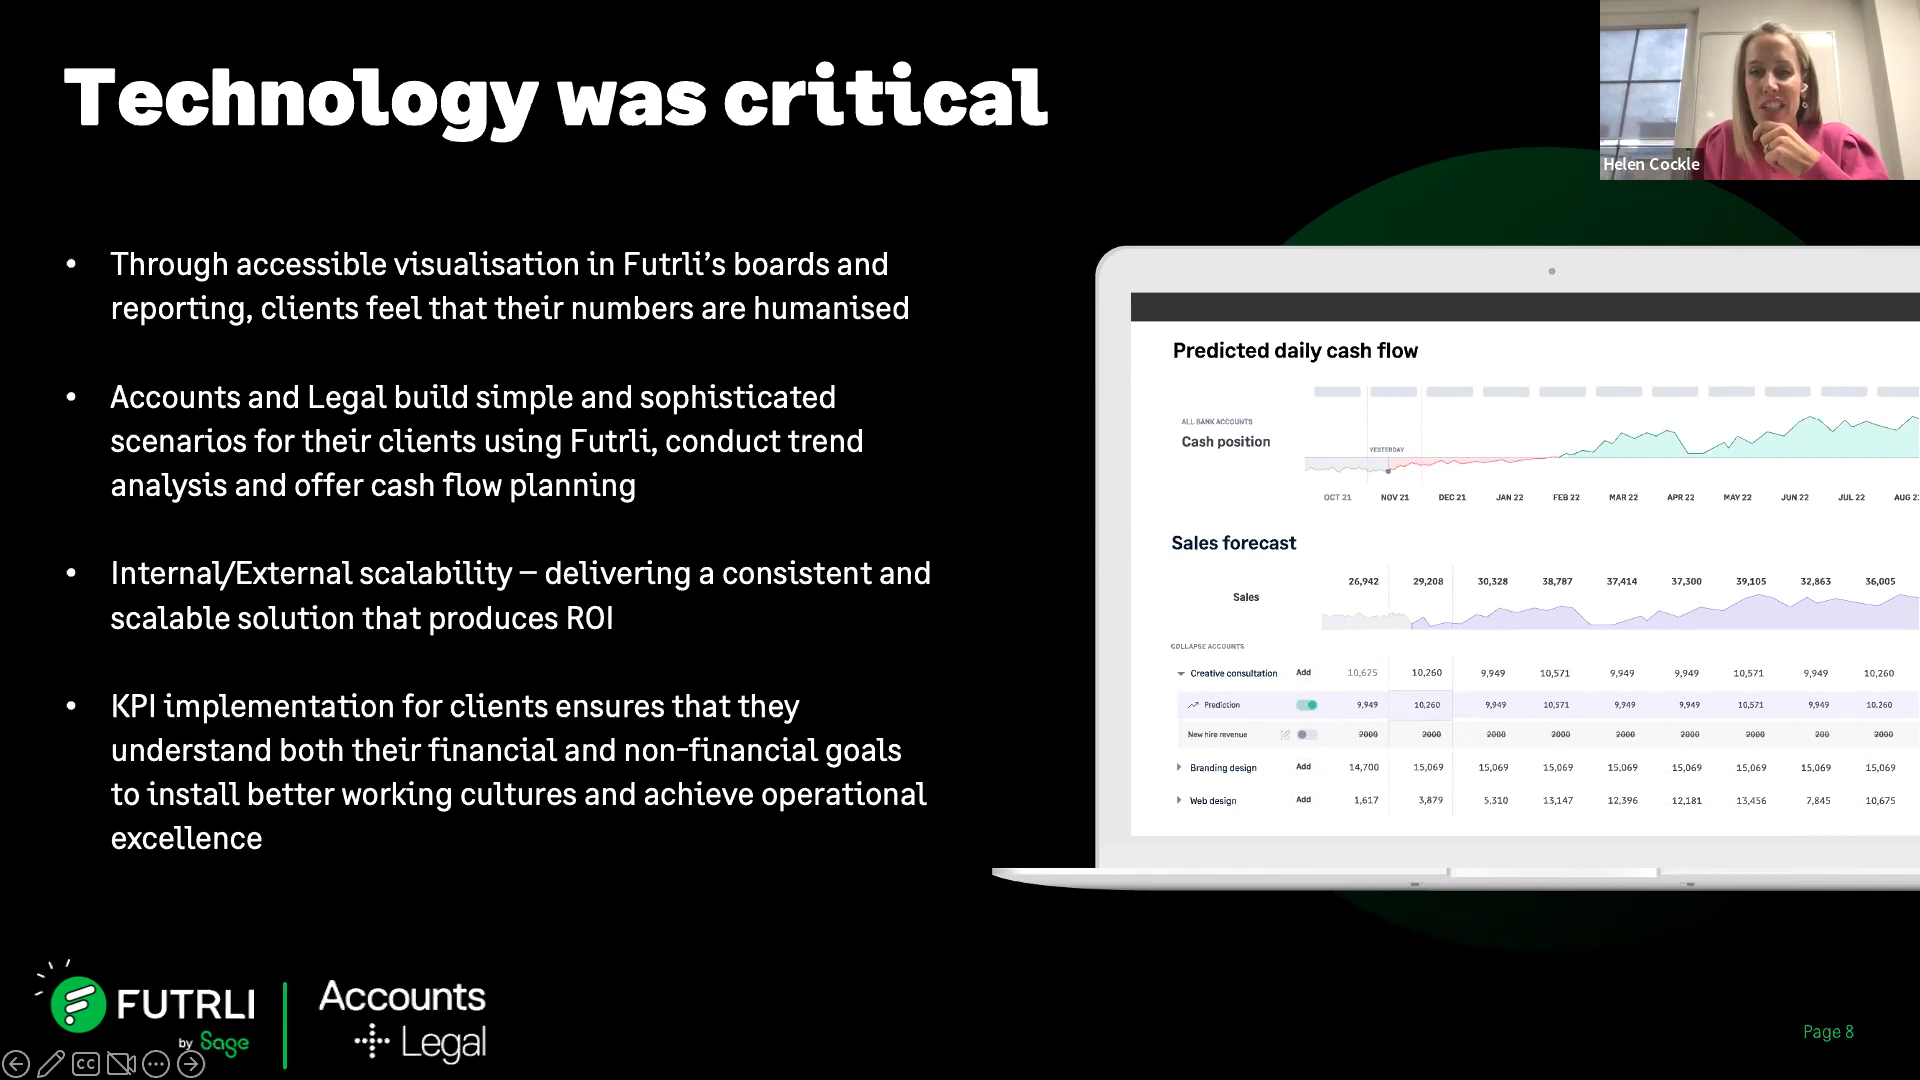 Technology was critical
Helen Cockle
• Through accessible visualisation in Futrli’s boards and
reporting, clients feel that their numbers are humanised
• Accounts and Legal build simple and sophisticated
scenarios for their clients using Futrli, conduct trend
analysis and offer cash flow planning
• Internal/External scalability – delivering a consistent and
scalable solution that produces ROI
• KPI implementation for clients ensures that they
understand both their financial and non-financial goals
to install better working cultures and achieve operational
excellence
Predicted daily cash flow
ALL BANK ACCOUNTS
Cash position
YESTERDAY
OCT 21 NOV 21 DEC 21 JAN 22 FEB 22 MAR 22 APR 22 MAY 22 JUN 22 JUL 22 AUG
Sales forecast
26,942 29,208 30,328 38,787 37,414 37,300 39,105 32,863 36,005
Sales
COLLAPSE ACCOUNTS
Creative consultation Add 10,625 10,260 9,949 10,571 9,949 9,949 10,571 9,949 10,260
Prediction 9,949 10,260 9,949 10,571 9,949 9,949 10,571 9,949 10,260
New hire revenue 2000 2000 2000 2000 2000 2000 2000 200 2000
Branding design Add 14,700 15,069 15,069 15,069 15,069 15,069 15,069 15,069 15,069
Web design Add 1,617 3,879 5,310 13,147 12,396 12,181 13,456 7,845 10,675
FUTRLI
by Sage
Accounts
+ Legal
CC
Page 8